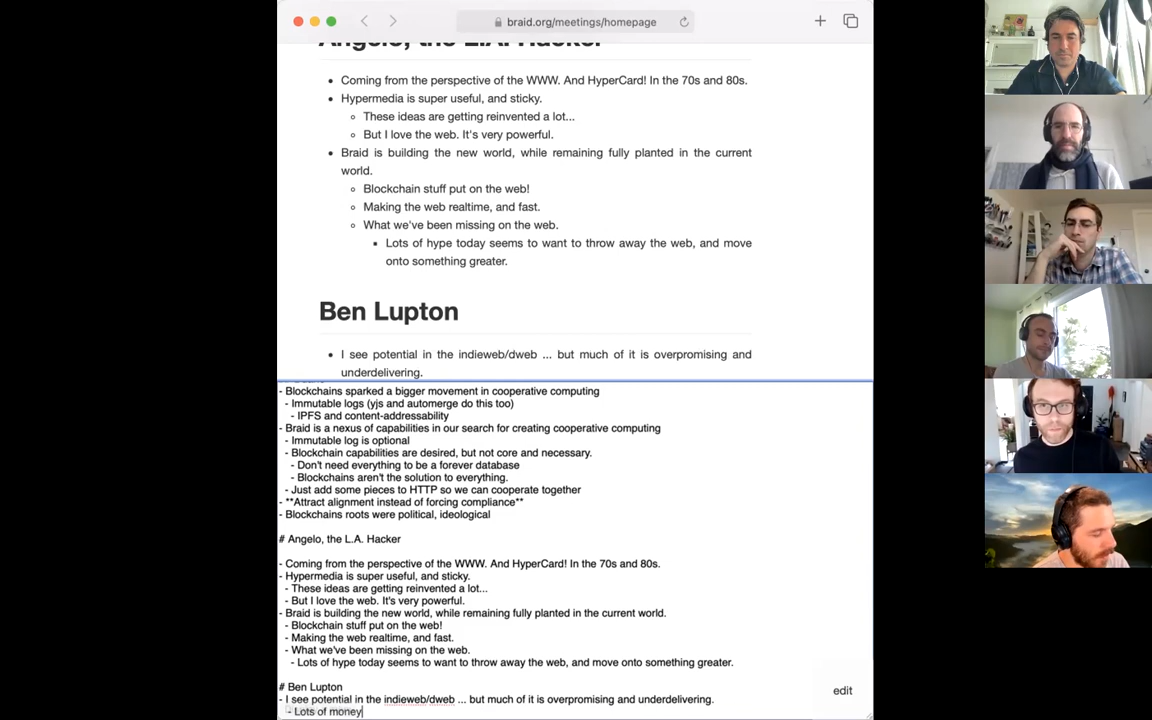 braid.org/meetings/homepage
Angelo, the L.A. Hacker
• Coming from the perspective of the WWW. And HyperCard! In the 70s and 80s.
• Hypermedia is super useful, and sticky.
◦ These ideas are getting reinvented a lot...
◦ But I love the web. It's very powerful.
• Braid is building the new world, while remaining fully planted in the current
world.
◦ Blockchain stuff put on the web!
◦ Making the web realtime, and fast.
◦ What we've been missing on the web.
▪ Lots of hype today seems to want to throw away the web, and move
onto something greater.
Ben Lupton
• I see potential in the indieweb/dweb ... but much of it is overpromising and
underdelivering.
- Blockchains sparked a bigger movement in cooperative computing
- Immutable logs (yjs and automerge do this too)
- IPFS and content-addressability
- Braid is a nexus of capabilities in our search for creating cooperative computing
- Immutable log is optional
- Blockchain capabilities are desired, but not core and necessary.
- Don't need everything to be a forever database
- Blockchains aren't the solution to everything.
- Just add some pieces to HTTP so we can cooperate together
- **Attract alignment instead of forcing compliance**
- Blockchains roots were political, ideological
# Angelo, the L.A. Hacker
- Coming from the perspective of the WWW. And HyperCard! In the 70s and 80s.
- Hypermedia is super useful, and sticky.
- These ideas are getting reinvented a lot...
- But I love the web. It's very powerful.
- Braid is building the new world, while remaining fully planted in the current world.
- Blockchain stuff put on the web!
- Making the web realtime, and fast.
- What we've been missing on the web.
- Lots of hype today seems to want to throw away the web, and move onto something greater.
# Ben Lupton
- I see potential in the indieweb/dweb ... but much of it is overpromising and underdelivering.
- Lots of money
edit